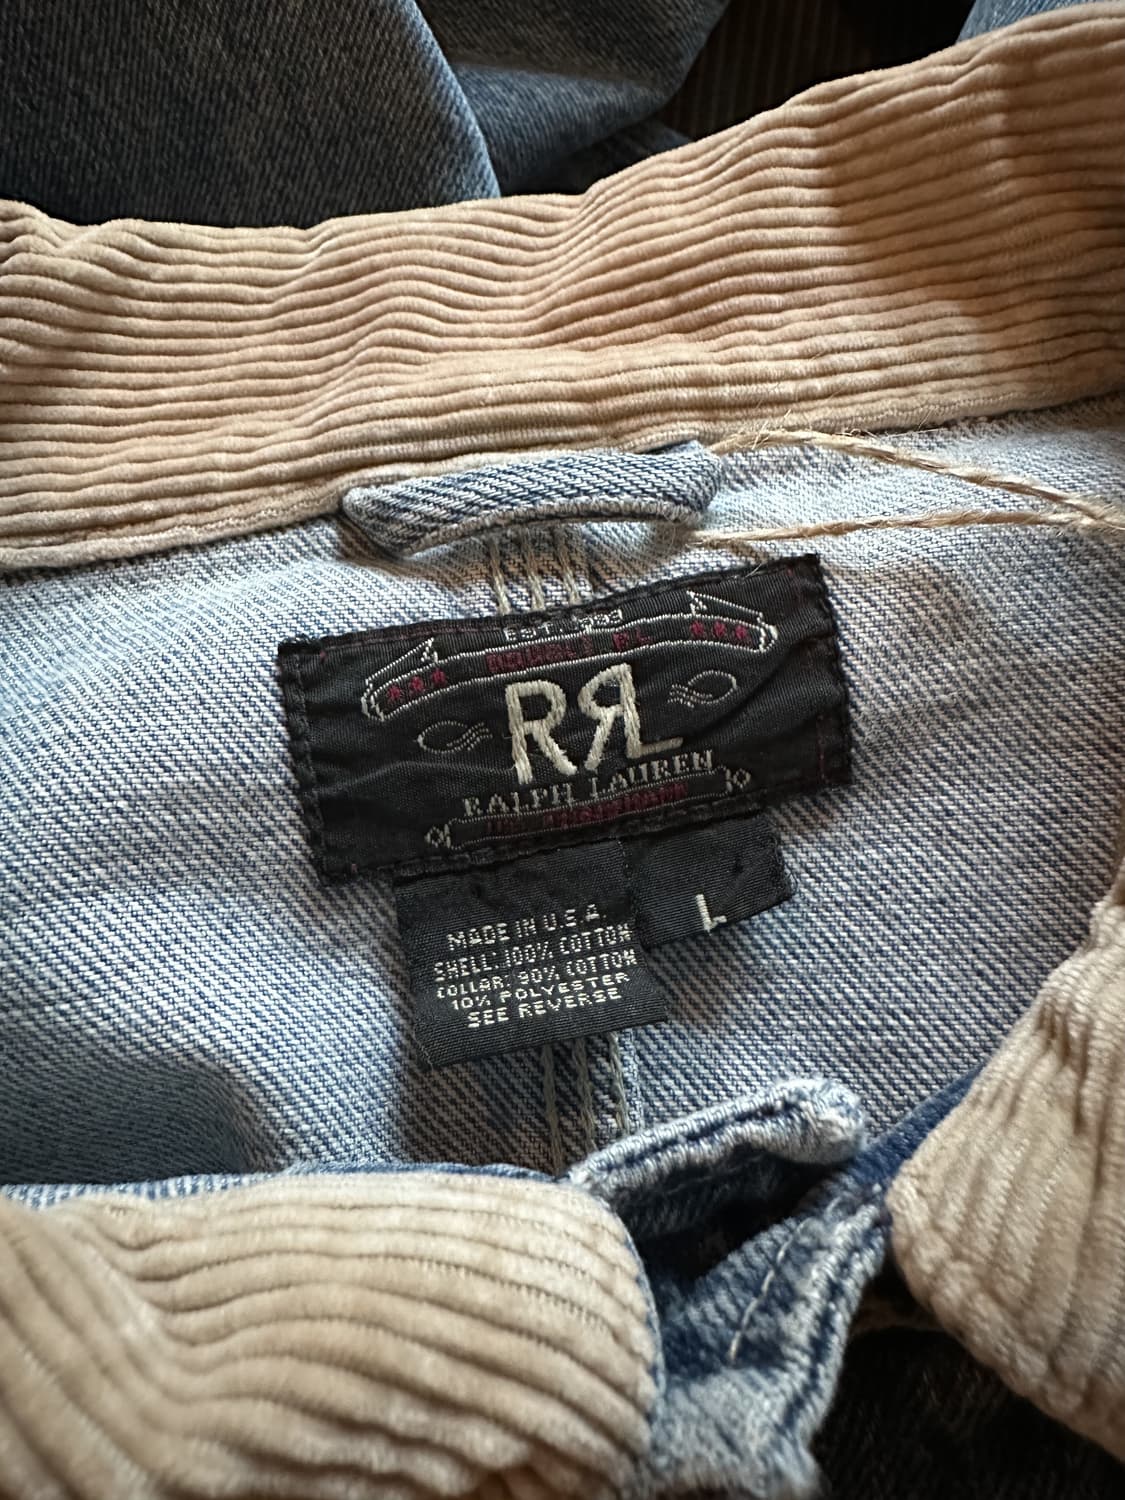 EST. 1993
DOUBLE RL
RRL
RALPH LAUREN
L
MADE IN U.S.A.
SHELL: 100% COTTON
COLLAR: 90% COTTON
10% POLYESTER
SEE REVERSE